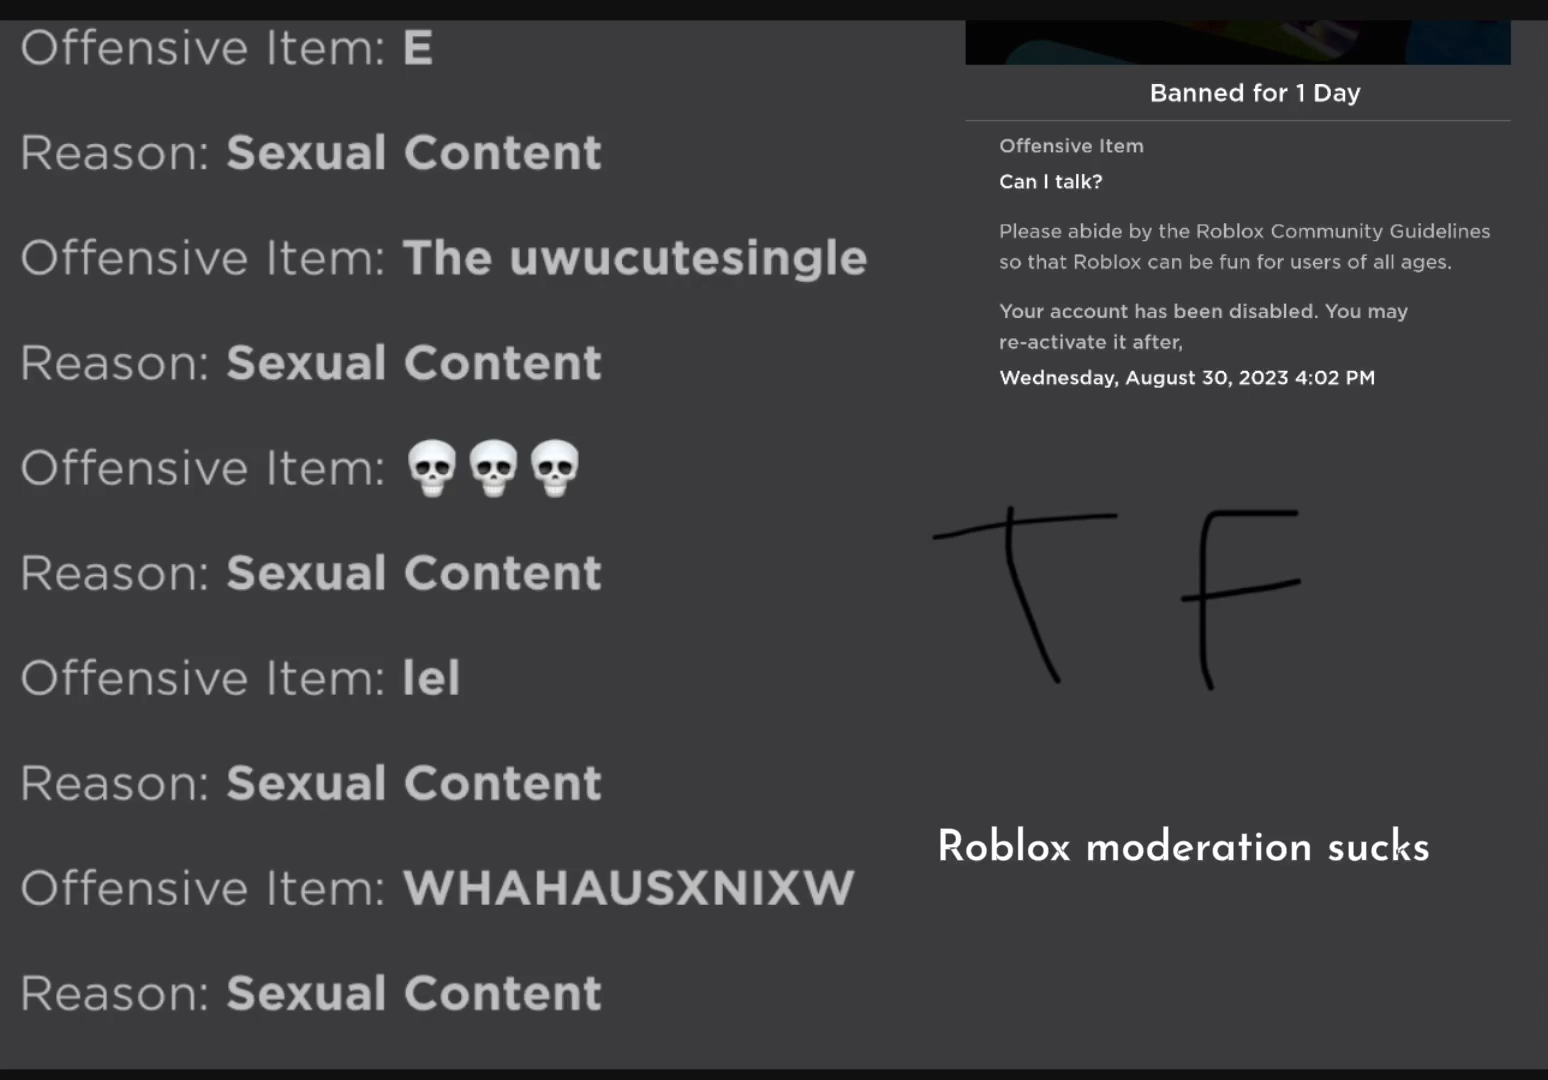 Offensive Item: E
Reason: Sexual Content
Offensive Item: The uwucutesingle
Reason: Sexual Content
Offensive Item: 💀💀💀
Reason: Sexual Content
Offensive Item: lel
Reason: Sexual Content
Offensive Item: WHAHAUSXNIXW
Reason: Sexual Content
Banned for 1 Day
Offensive Item
Can I talk?
Please abide by the Roblox Community Guidelines
so that Roblox can be fun for users of all ages.
Your account has been disabled. You may
re-activate it after,
Wednesday, August 30, 2023 4:02 PM
T F
Roblox moderation sucks